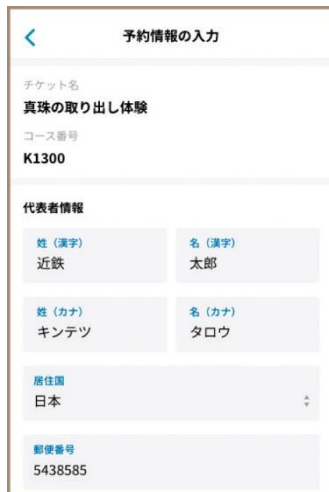 予約情報の入力
チケット名
真珠の取り出し体験
コース番号
K1300
代表者情報
姓（漢字） 名（漢字）
近鉄 太郎
姓（カナ） 名（カナ）
キンテツ タロウ
居住国
日本
郵便番号
5438585